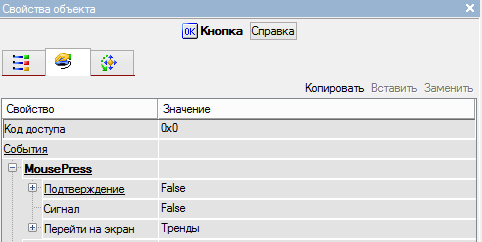 Свойства объекта
OK Кнопка Справка
Копировать Вставить Заменить
Свойство Значение
Код доступа 0x0
События
MousePress
Подтверждение False
Сигнал False
Перейти на экран Тренды